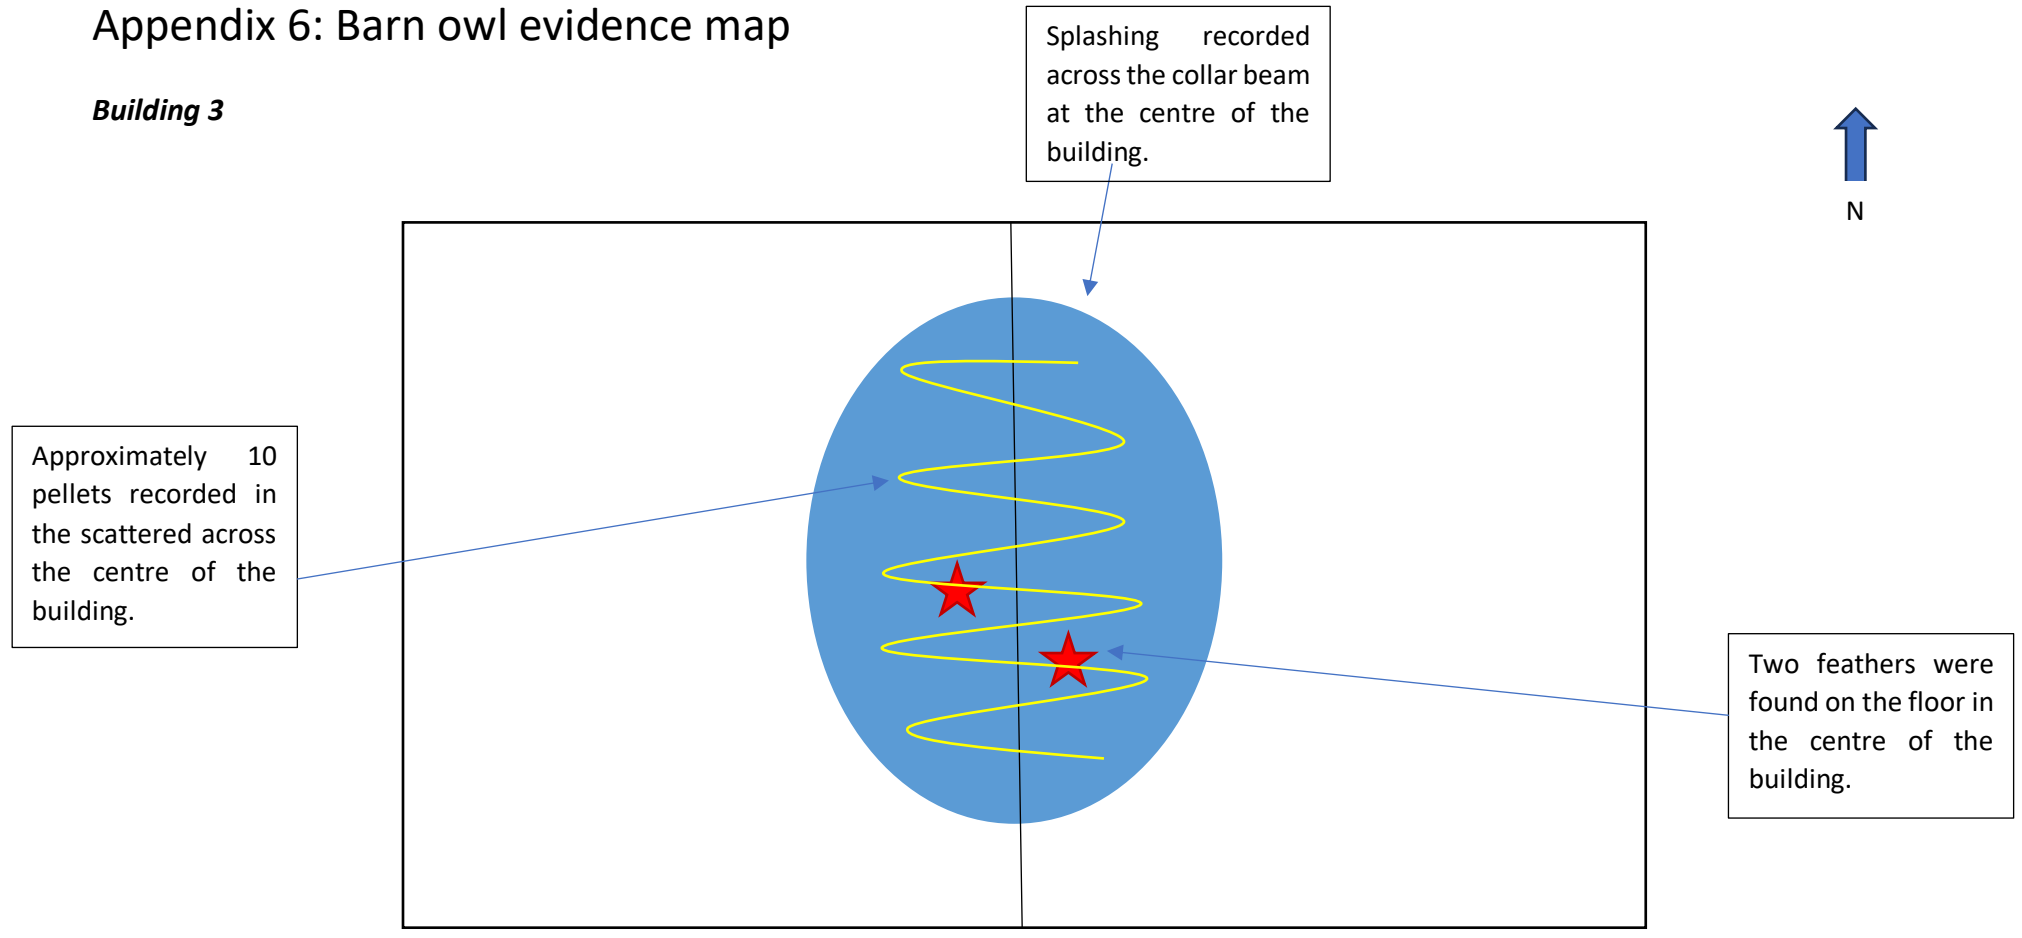 Appendix 6: Barn owl evidence map
Building 3
Splashing recorded
across the collar beam
at the centre of the
building.
N
Approximately 10
pellets recorded in
the scattered across
the centre of the
building.
Two feathers were
found on the floor in
the centre of the
building.